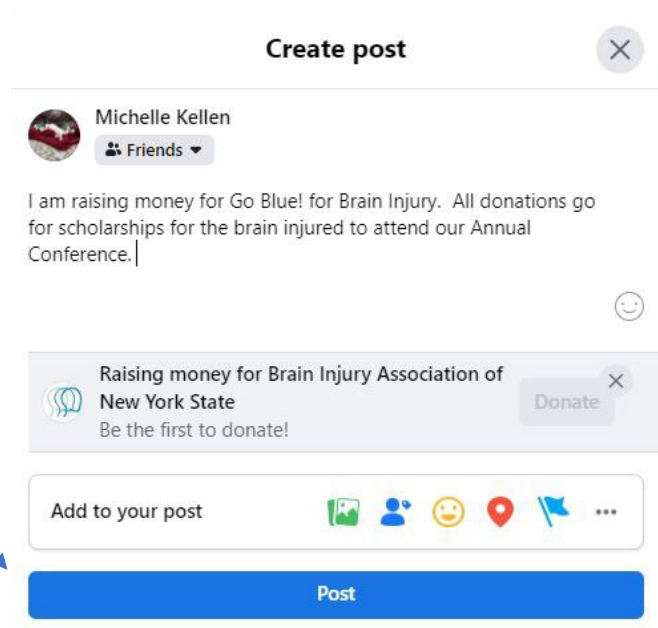 Create post
Michelle Kellen
Friends
I am raising money for Go Blue! for Brain Injury.  All donations go
for scholarships for the brain injured to attend our Annual
Conference.
Raising money for Brain Injury Association of
New York State
Donate
Be the first to donate!
Add to your post
Post